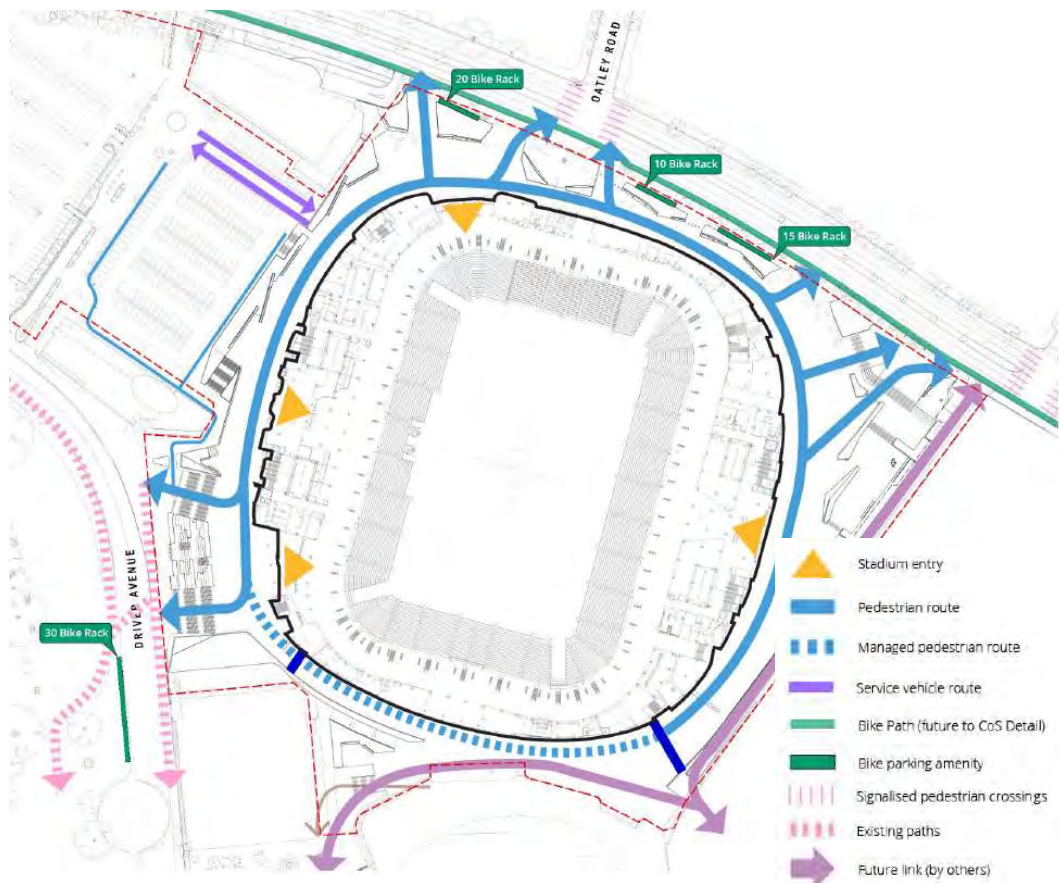 OATLEY ROAD
20 Bike Rack
10 Bike Rack
15 Bike Rack
DRIVER AVENUE
30 Bike Rack
Stadium entry
Pedestrian route
Managed pedestrian route
Service vehicle route
Bike Path (future to CoS Detail)
Bike parking amenity
Signalised pedestrian crossings
Existing paths
Future link (by others)